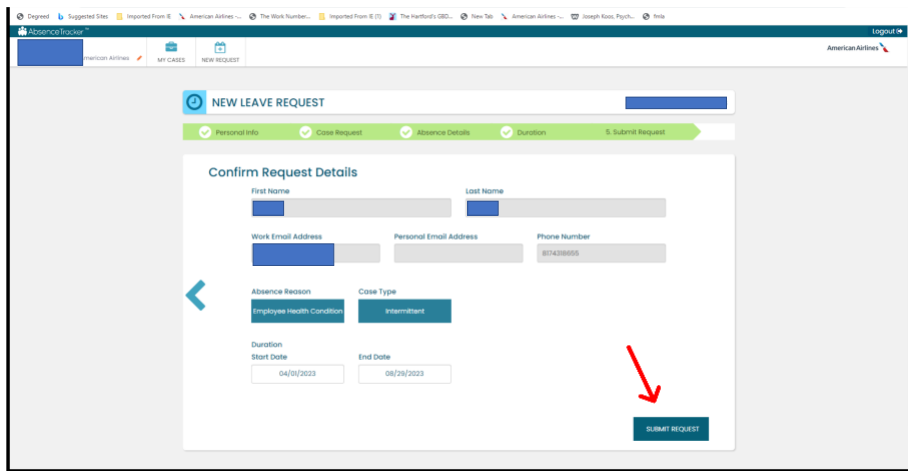 Degreed Suggested Sites Imported From IE American Airlines -... The Work Number... Imported From IE (1) The Hartford's GBD... New Tab American Airlines -... Joseph Kooz, Psych... fmla
AbsenceTracker™ Logout
American Airlines MY CASES NEW REQUEST American Airlines
NEW LEAVE REQUEST
Personal Info Case Request Absence Details Duration 5. Submit Request
Confirm Request Details
First Name Last Name
Work Email Address Personal Email Address Phone Number
8174318655
Absence Reason Case Type
Employee Health Condition Intermittent
Duration
Start Date End Date
04/01/2023 08/29/2023
SUBMIT REQUEST